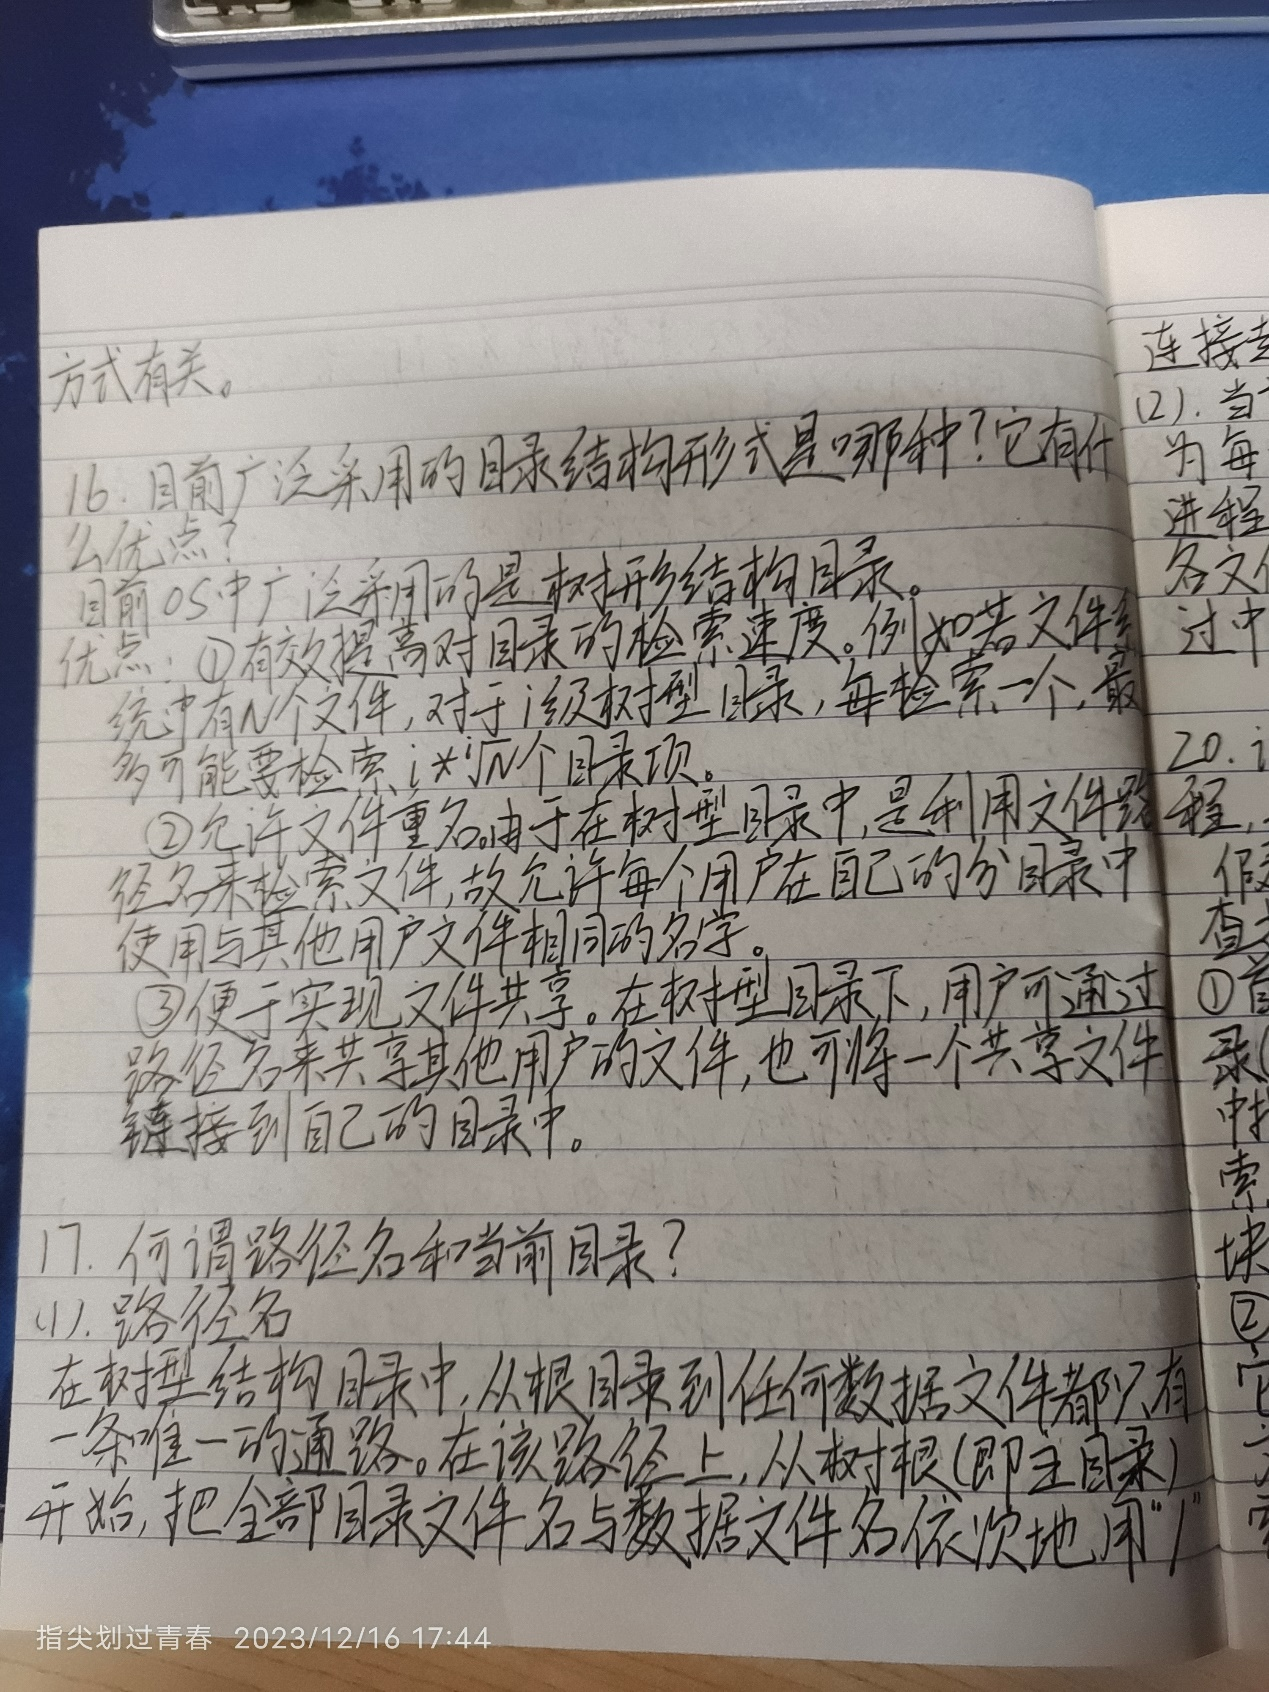 方式有关。
16. 目前广泛采用的目录结构形式是哪种？它有什
么优点？
目前OS中广泛采用的是树形结构目录。
优点：①有效提高对目录的检索速度。例如若文件系
统中有N个文件，对于i级树型目录，每检索一个，最
多可能要检索i*ⁱ√N个目录项。
②允许文件重名。由于在树型目录中，是利用文件路
径名来检索文件，故允许每个用户在自己的分目录中
使用与其他用户文件相同的名字。
③便于实现文件共享。在树型目录下，用户可通过
路径名来共享其他用户的文件，也可将一个共享文件
链接到自己的目录中。
17. 何谓路径名和当前目录？
(1). 路径名
在树型结构目录中，从根目录到任何数据文件都只有
一条唯一的通路。在该路径上，从树根(即主目录)
开始，把全部目录文件名与数据文件名依次地用"/"
连接
(2). 当
为每
进程
各文
过中
20.
程，
假
查
①首
录(
中
索
块
②
指尖划过青春 2023/12/16 17:44